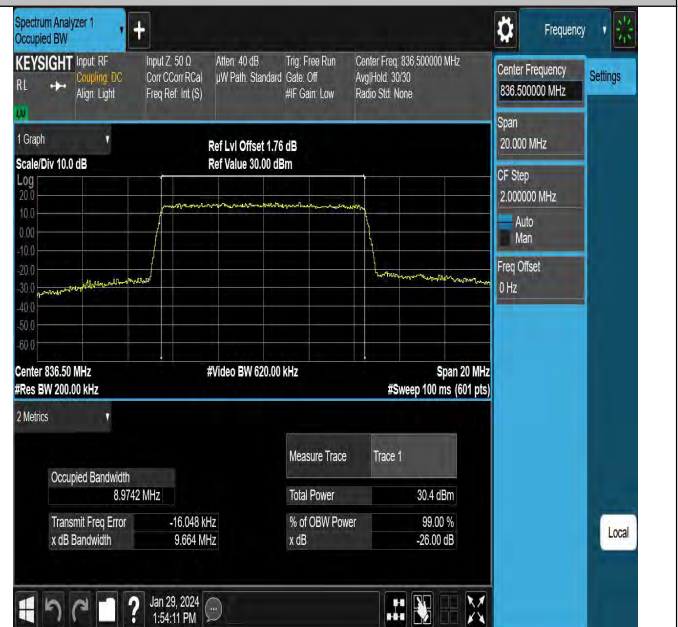 Spectrum Analyzer 1
Occupied BW
Frequency
KEYSIGHT
RL
Input: RF
Coupling: DC
Align: Light
Input Z: 50 Ω
Corr CCorr RCal
Freq Ref: Int (S)
Atten: 40 dB
µW Path: Standard
Trig: Free Run
Gate: Off
#IF Gain: Low
Center Freq: 836.500000 MHz
Avg|Hold: 30/30
Radio Std: None
Center Frequency
836.500000 MHz
Settings
Span
20.000 MHz
CF Step
2.000000 MHz
Auto
Man
Freq Offset
0 Hz
Local
1 Graph
Scale/Div 10.0 dB
Ref Lvl Offset 1.76 dB
Ref Value 30.00 dBm
Log
20.0
10.0
0.00
-10.0
-20.0
-30.0
-40.0
-50.0
-60.0
Center 836.50 MHz
#Video BW 620.00 kHz
Span 20 MHz
#Res BW 200.00 kHz
#Sweep 100 ms (601 pts)
2 Metrics
Measure Trace
Trace 1
Occupied Bandwidth
8.9742 MHz
Total Power
30.4 dBm
Transmit Freq Error
-16.048 kHz
% of OBW Power
99.00 %
x dB Bandwidth
9.664 MHz
x dB
-26.00 dB
?
Jan 29, 2024
1:54:11 PM